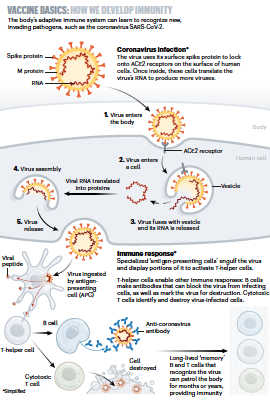 VACCINE BASICS: HOW WE DEVELOP IMMUNITY
The body's adaptive immune system can learn to recognize new,
invading pathogens, such as the coronavirus SARS-CoV-2.
Coronavirus infection*
The virus uses its surface spike protein to lock
onto ACE2 receptors on the surface of human
cells. Once inside, these cells translate the
virus's RNA to produce more viruses.
Spike protein
M protein
RNA
1. Virus enters
the body
Body
ACE2 receptor
Human cell
2. Virus enters
a cell
4. Virus assembly
Viral RNA translated
into proteins
Vesicle
3. Virus fuses with vesicle
and its RNA is released
5. Virus
release
Immune response*
Specialized 'antigen-presenting cells' engulf the virus
and display portions of it to activate T-helper cells.
T-helper cells enable other immune responses: B cells
make antibodies that can block the virus from infecting
cells, as well as mark the virus for destruction. Cytotoxic
T cells identify and destroy virus-infected cells.
Viral
peptide
Virus ingested
by antigen-
presenting
cell (APC)
B cell
Anti-coronavirus
antibody
T-helper cell
Cell
destroyed
Cytotoxic
T cell
Long-lived 'memory'
B and T cells that
recognize the virus
can patrol the body
for months or years,
providing immunity
*Simplified